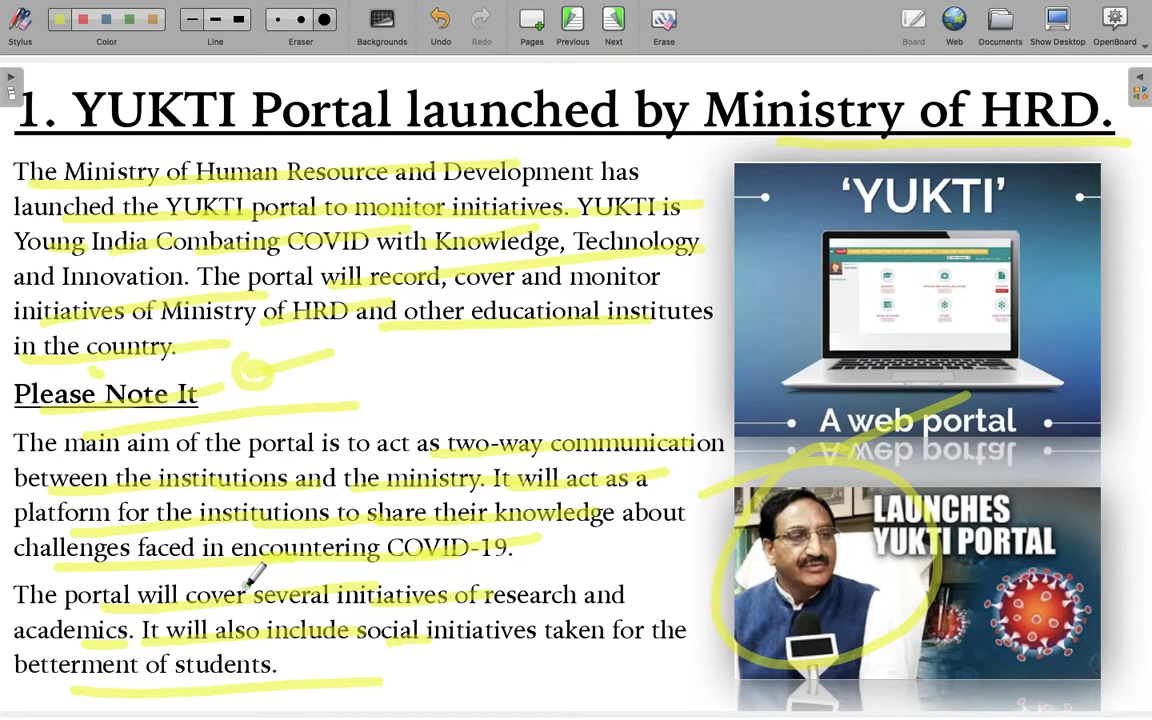 Stylus
Color
Line
Eraser
Backgrounds
Undo
Redo
Pages
Previous
Next
Erase
Board
Web
Documents
Show Desktop
OpenBoard
1. YUKTI Portal launched by Ministry of HRD.
The Ministry of Human Resource and Development has
launched the YUKTI portal to monitor initiatives. YUKTI is
Young India Combating COVID with Knowledge, Technology
and Innovation. The portal will record, cover and monitor
initiatives of Ministry of HRD and other educational institutes
in the country.
Please Note It
The main aim of the portal is to act as two-way communication
between the institutions and the ministry. It will act as a
platform for the institutions to share their knowledge about
challenges faced in encountering COVID-19.
The portal will cover several initiatives of research and
academics. It will also include social initiatives taken for the
betterment of students.
‘YUKTI’
A web portal
LAUNCHES
YUKTI PORTAL